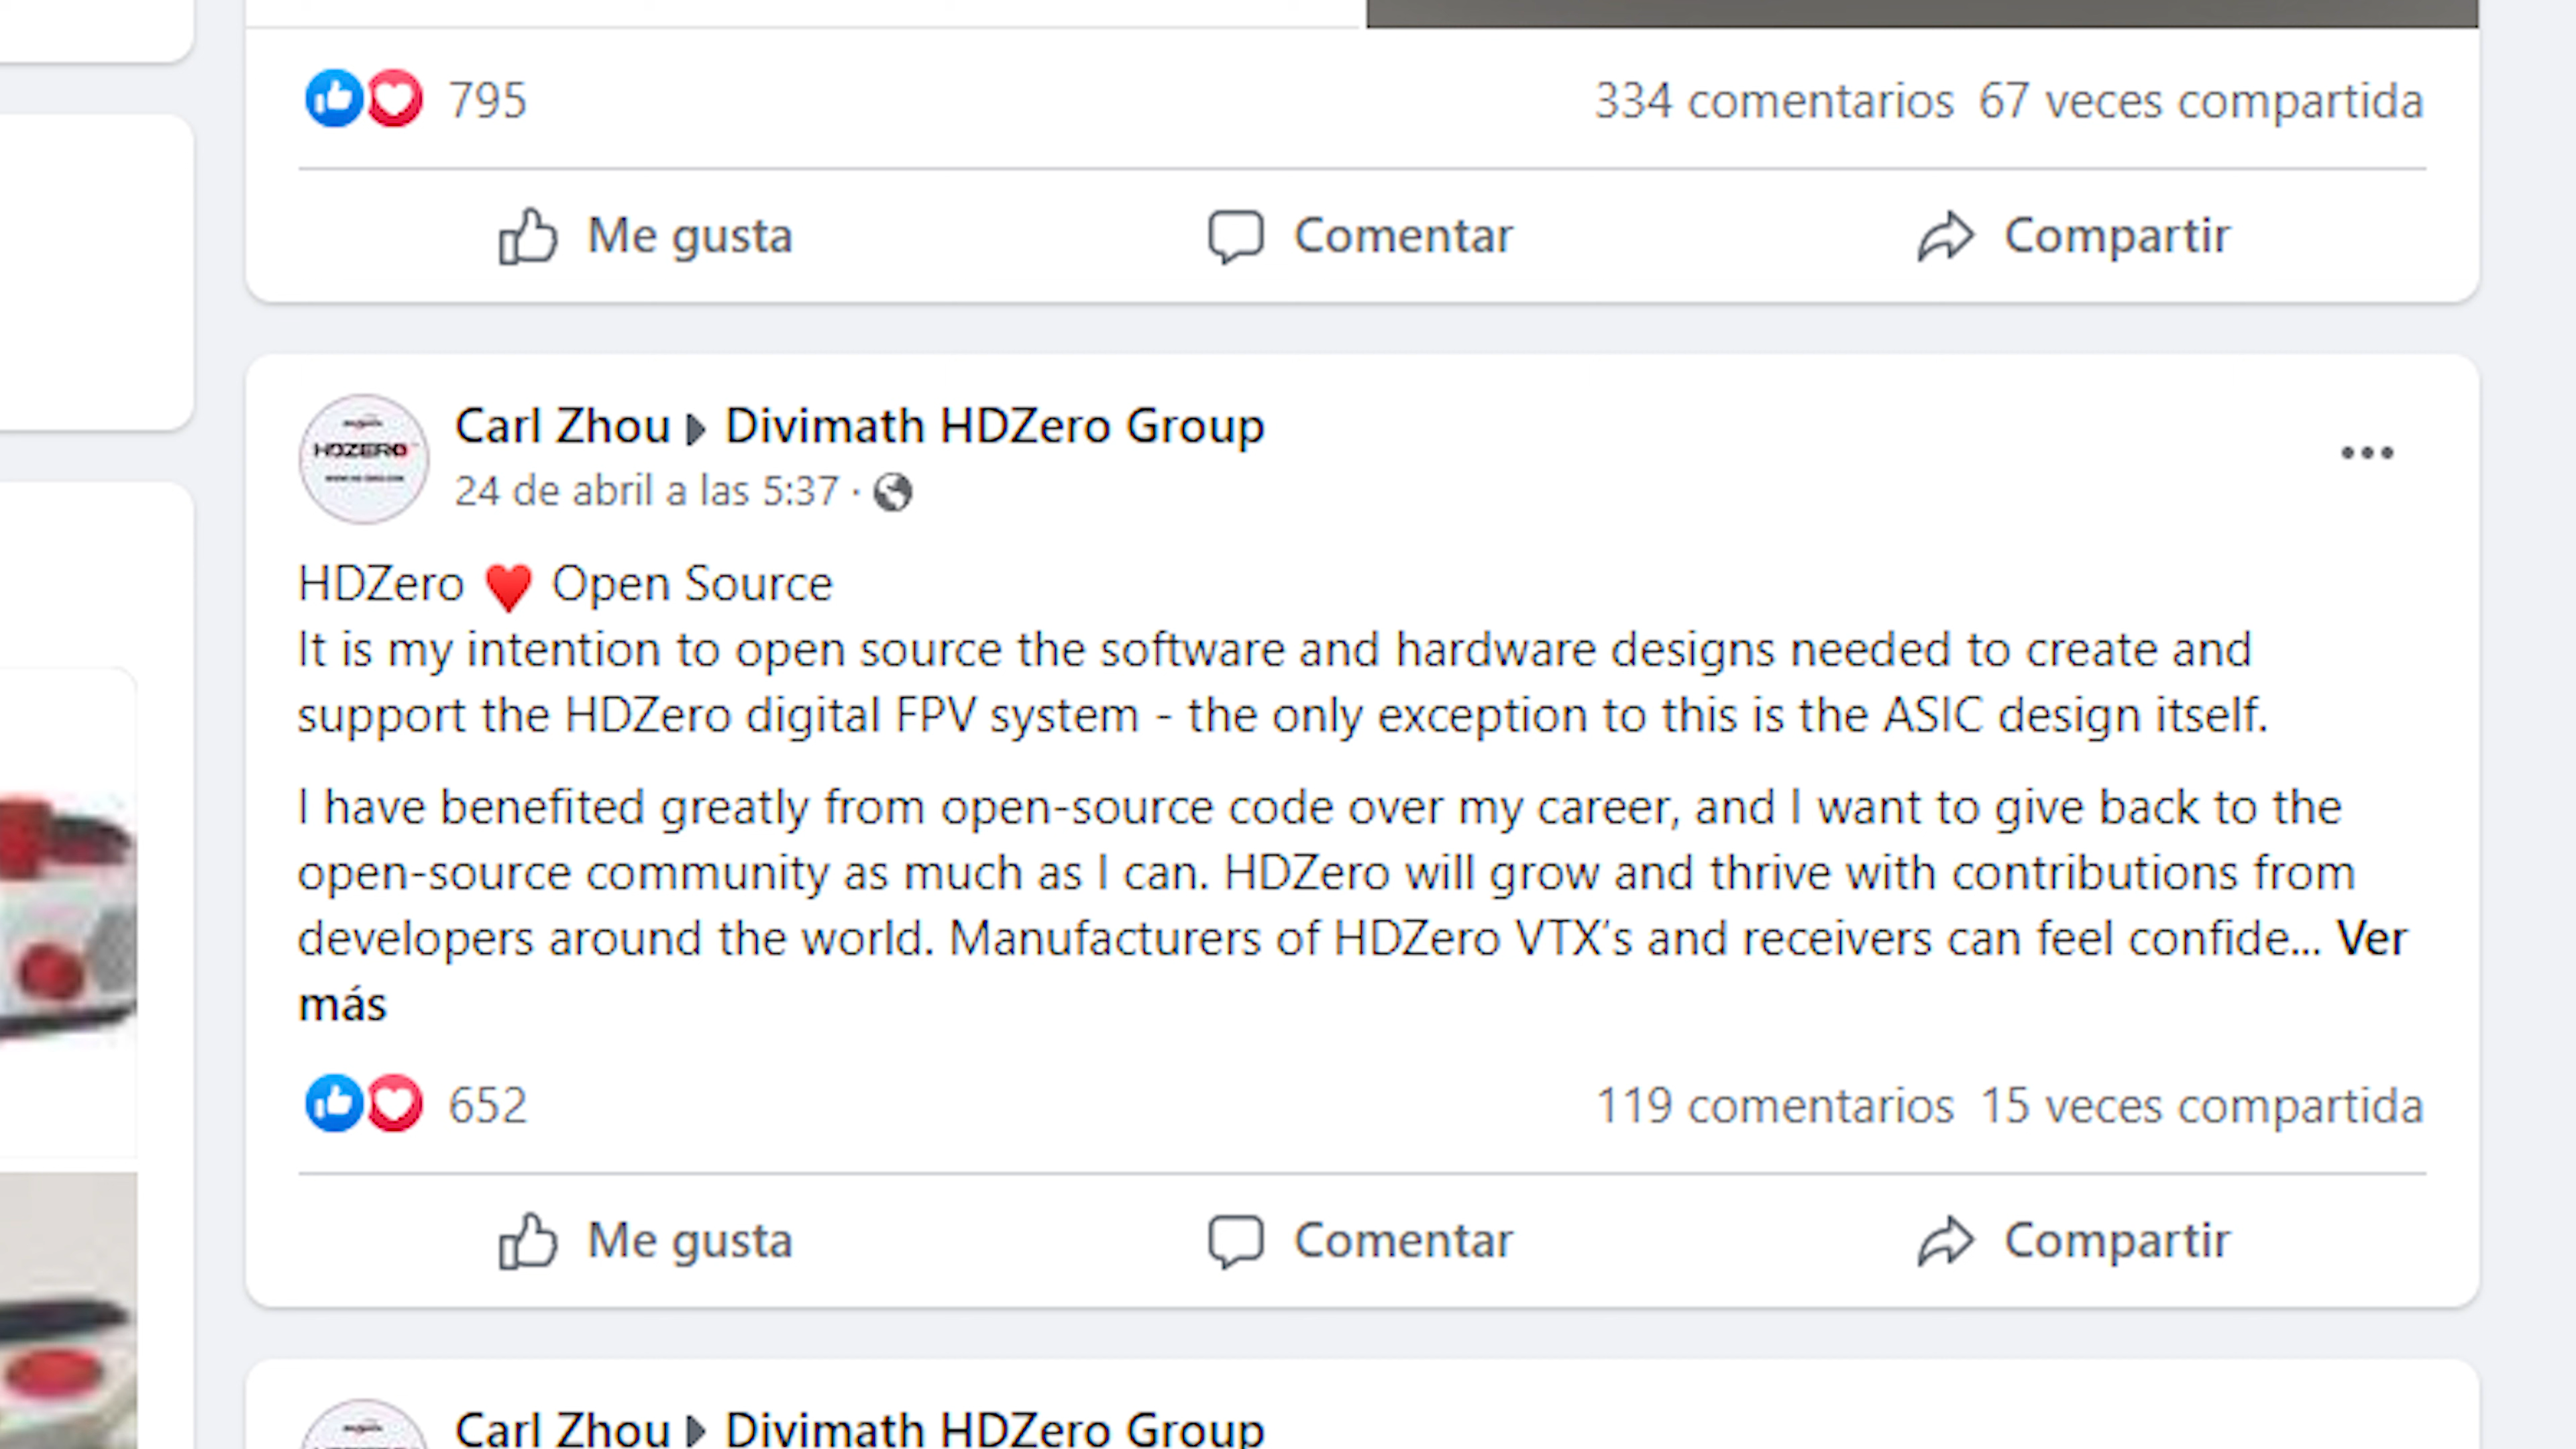 795
334 comentarios 67 veces compartida
Me gusta Comentar Compartir
HDZERO
Carl Zhou Divimath HDZero Group
24 de abril a las 5:37 ·
HDZero ♥ Open Source
It is my intention to open source the software and hardware designs needed to create and
support the HDZero digital FPV system - the only exception to this is the ASIC design itself.
I have benefited greatly from open-source code over my career, and I want to give back to the
open-source community as much as I can. HDZero will grow and thrive with contributions from
developers around the world. Manufacturers of HDZero VTX's and receivers can feel confide... Ver
más
652
119 comentarios 15 veces compartida
Me gusta Comentar Compartir
Carl Zhou Divimath HDZero Group